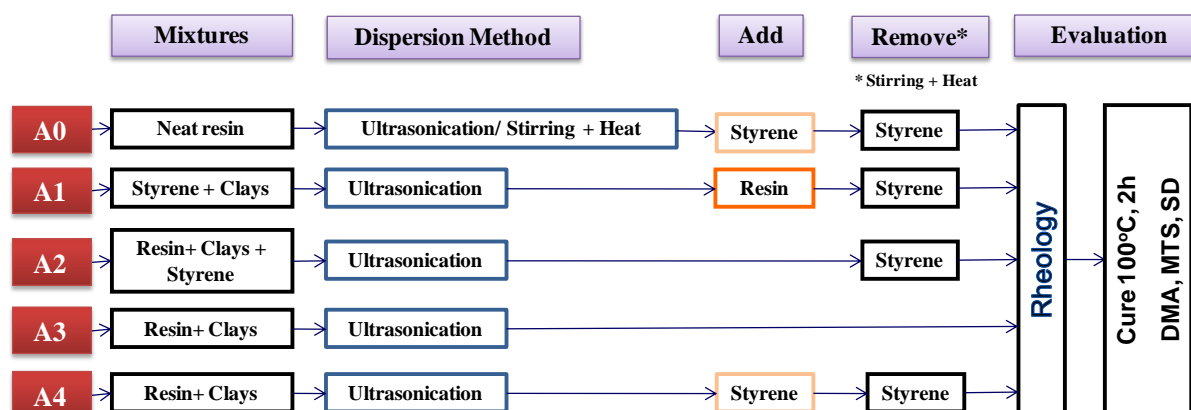 Mixtures
Dispersion Method
Add
Remove*
Evaluation
* Stirring + Heat
A0
Neat resin
Ultrasonication/ Stirring + Heat
Styrene
Styrene
A1
Styrene + Clays
Ultrasonication
Resin
Styrene
A2
Resin+ Clays +
Styrene
Ultrasonication
Styrene
A3
Resin+ Clays
Ultrasonication
A4
Resin+ Clays
Ultrasonication
Styrene
Styrene
Rheology
Cure 100ºC, 2h
DMA, MTS, SD